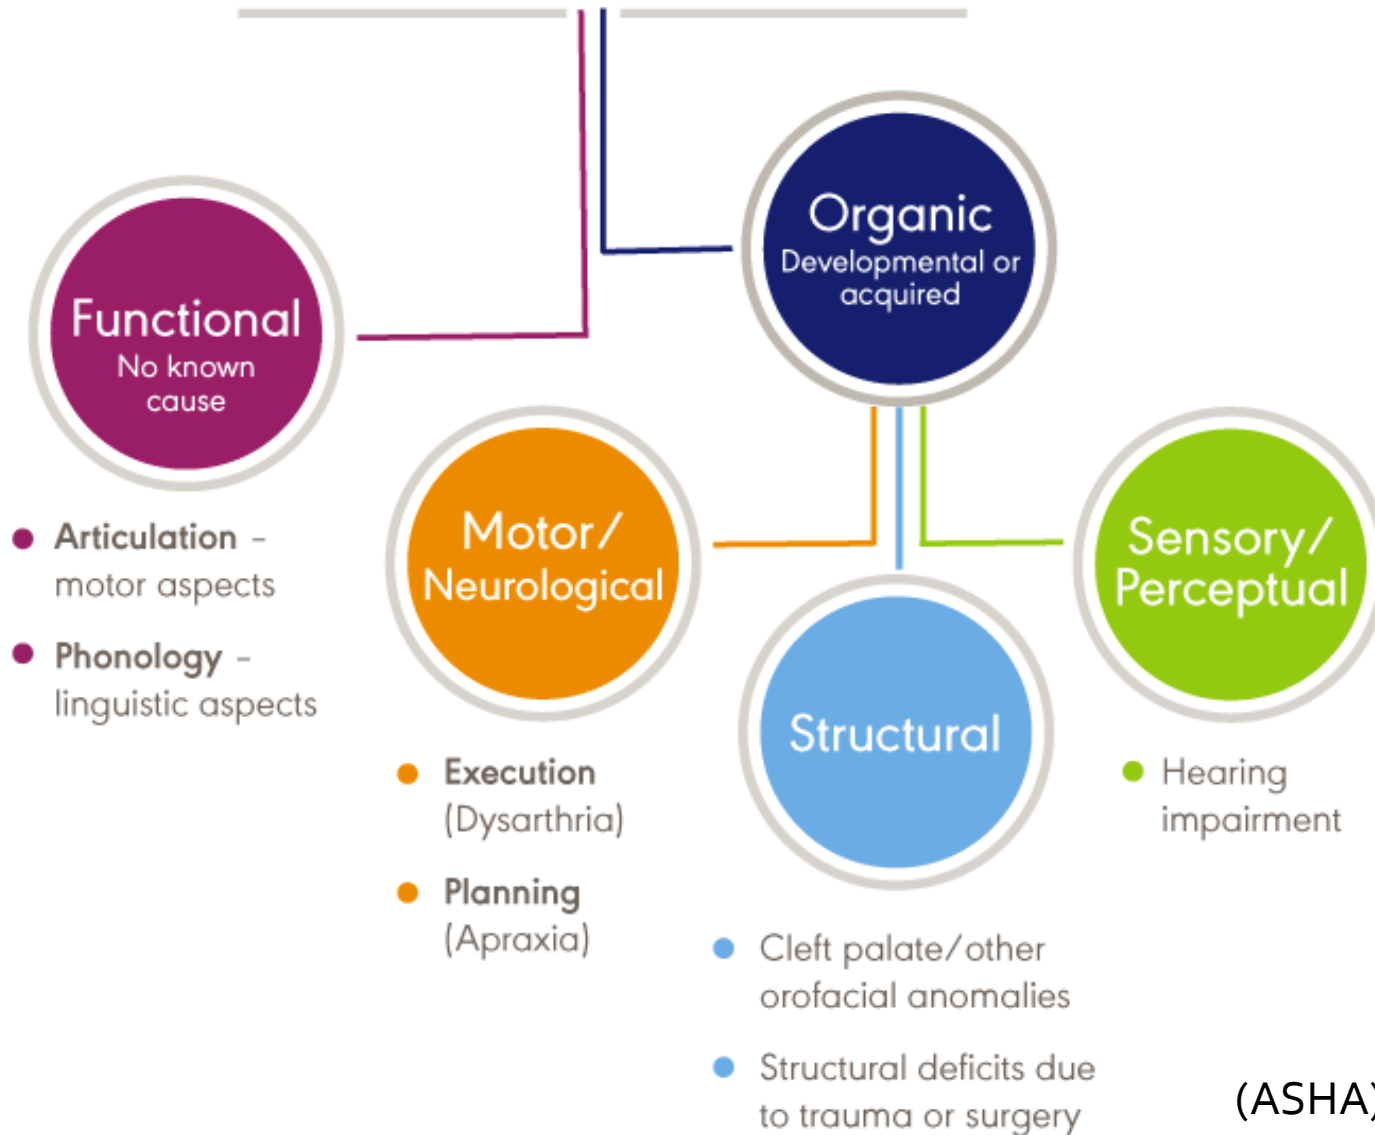 Organic
Developmental or
acquired
Functional
No known
cause
Articulation –
motor aspects
Phonology –
linguistic aspects
Motor/
Neurological
Execution
(Dysarthria)
Planning
(Apraxia)
Structural
Cleft palate/other
orofacial anomalies
Structural deficits due
to trauma or surgery
Sensory/
Perceptual
Hearing
impairment
(ASHA)